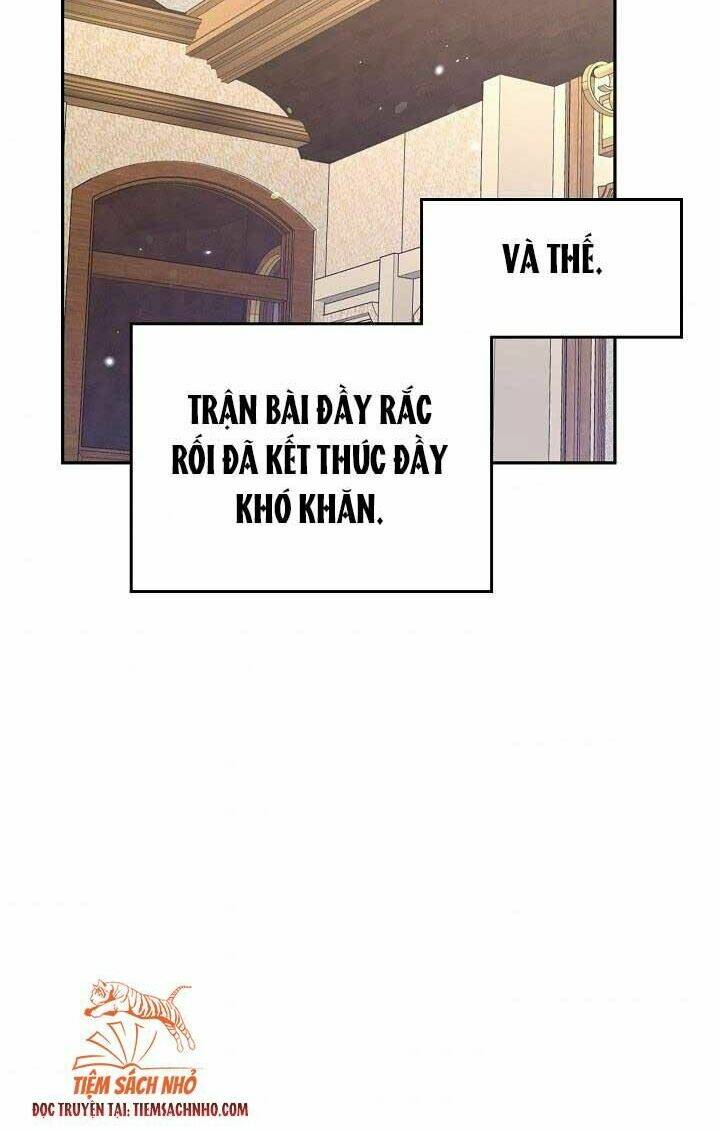 VÀ THẾ.
TRẬN BÀI ĐẦY RẮC
RỐI ĐÃ KẾT THÚC ĐẦY
KHÓ KHĂN.
TIỆM SÁCH NHỎ
ĐỌC TRUYỆN TẠI: TIEMSACHNHO.COM